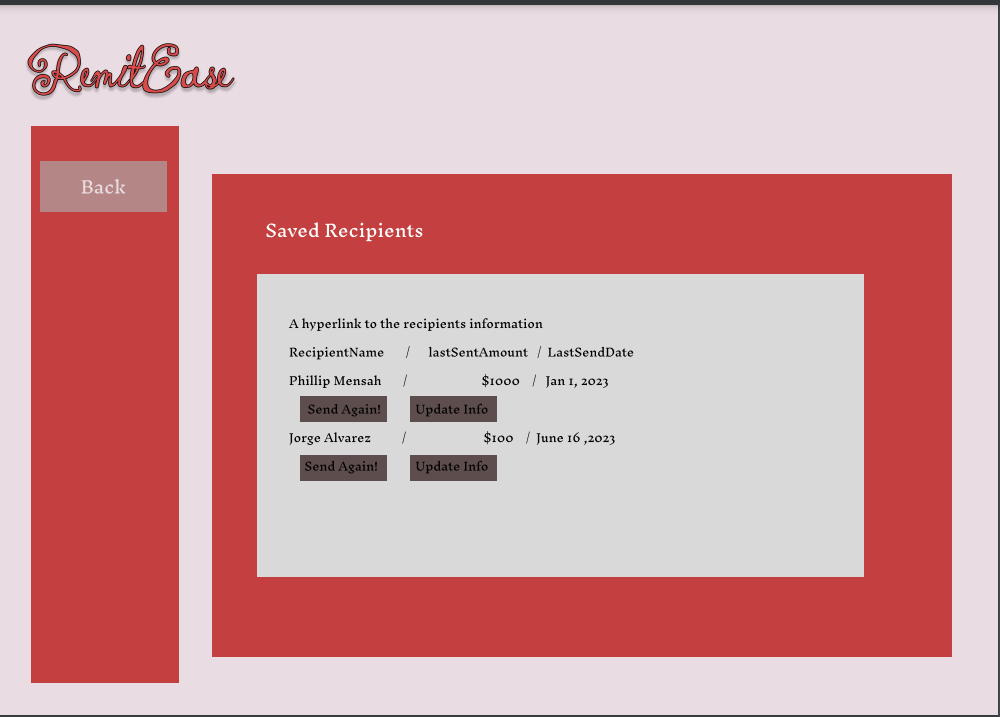 RemitEase
Back
Saved Recipients
A hyperlink to the recipients information
RecipientName / lastSentAmount / LastSendDate
Phillip Mensah / $1000 / Jan 1, 2023
Send Again! Update Info
Jorge Alvarez / $100 / June 16 ,2023
Send Again! Update Info